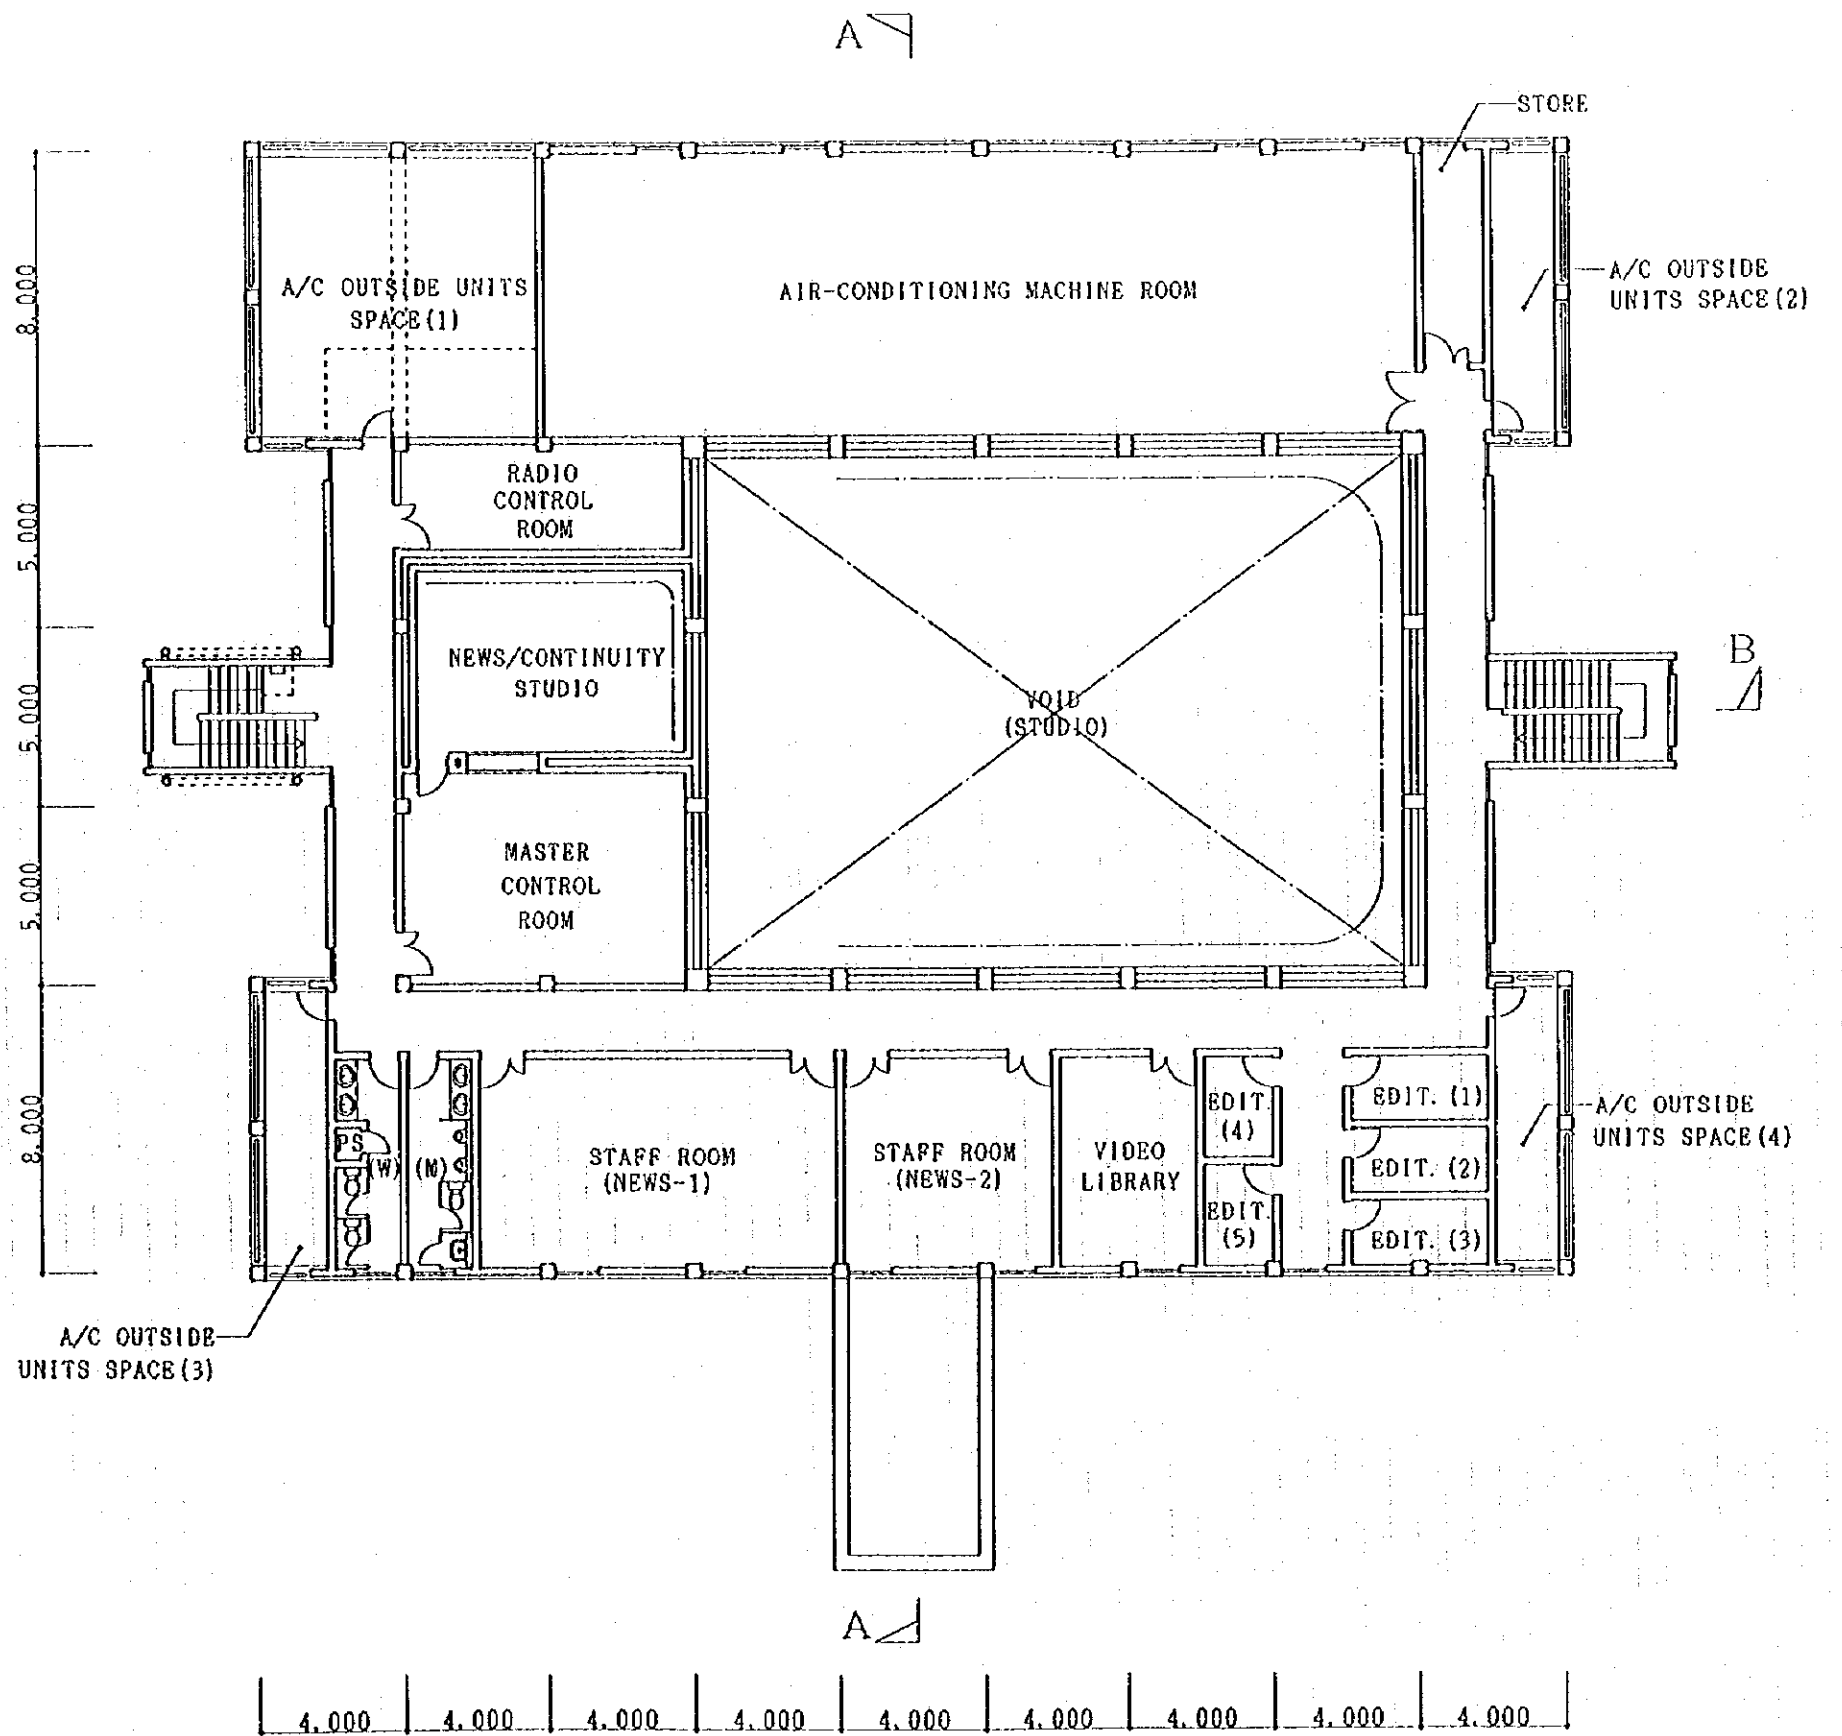 A
STORE
A/C OUTSIDE UNITS
SPACE(1)
AIR-CONDITIONING MACHINE ROOM
A/C OUTSIDE
UNITS SPACE(2)
8.000
RADIO
CONTROL
ROOM
5.000
NEWS/CONTINUITY
STUDIO
VOID
(STUDIO)
B
5.000
MASTER
CONTROL
ROOM
5.000
EDIT. (1)
EDIT.
(4)
A/C OUTSIDE
UNITS SPACE(4)
8.000
PS
(W)
(M)
STAFF ROOM
(NEWS-1)
STAFF ROOM
(NEWS-2)
VIDEO
LIBRARY
EDIT. (2)
EDIT.
(5)
EDIT. (3)
A/C OUTSIDE
UNITS SPACE(3)
A
4.000 4.000 4.000 4.000 4.000 4.000 4.000 4.000 4.000